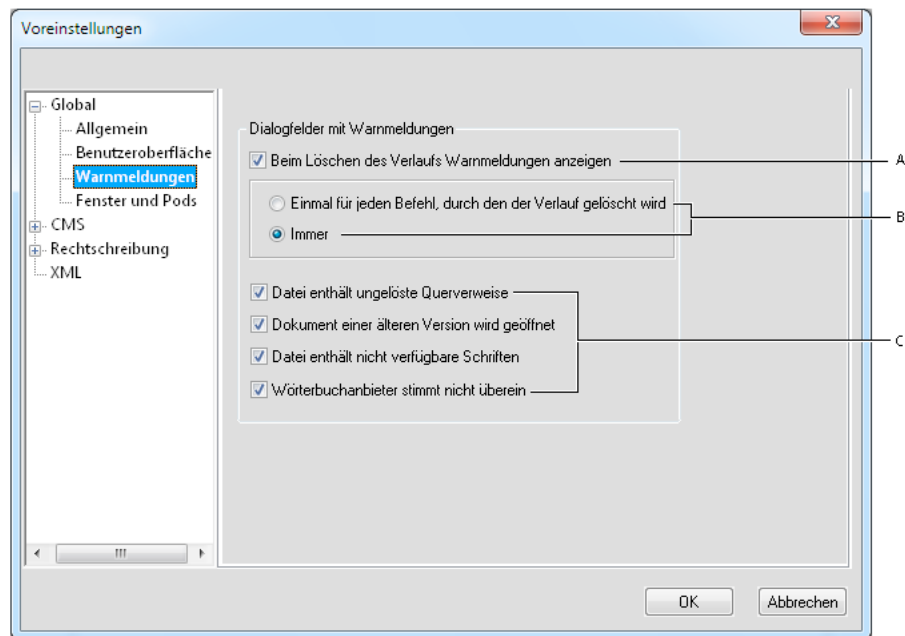 Voreinstellungen
Global
Allgemein
Benutzeroberfläche
Warnmeldungen
Fenster und Pods
CMS
Rechtschreibung
XML
Dialogfelder mit Warnmeldungen
Beim Löschen des Verlaufs Warnmeldungen anzeigen
A
Einmal für jeden Befehl, durch den der Verlauf gelöscht wird
B
Immer
Datei enthält ungelöste Querverweise
Dokument einer älteren Version wird geöffnet
C
Datei enthält nicht verfügbare Schriften
Wörterbuchanbieter stimmt nicht überein
OK
Abbrechen